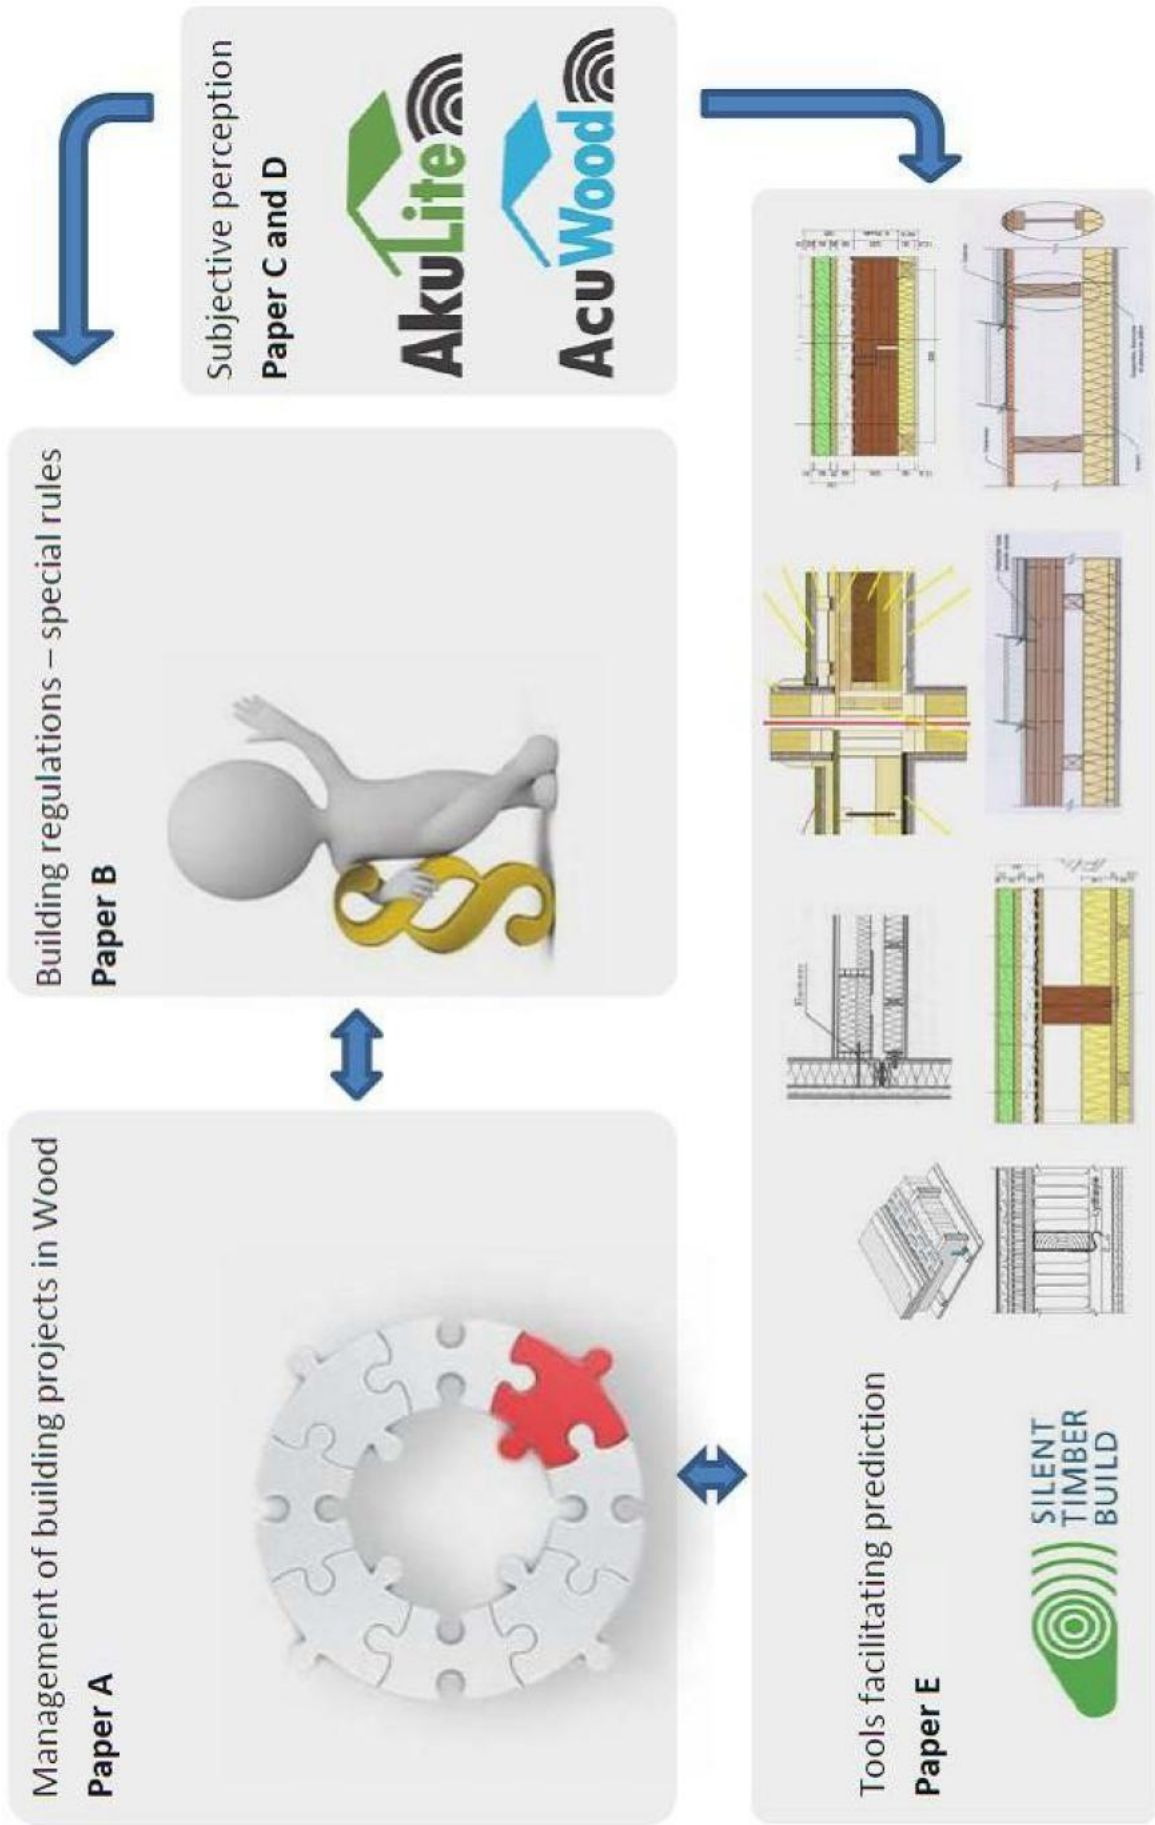 Management of building projects in Wood
Paper A
Building regulations – special rules
Paper B
Subjective perception
Paper C and D
AkuLite
AcuWood
Tools facilitating prediction
Paper E
SILENT
TIMBER
BUILD